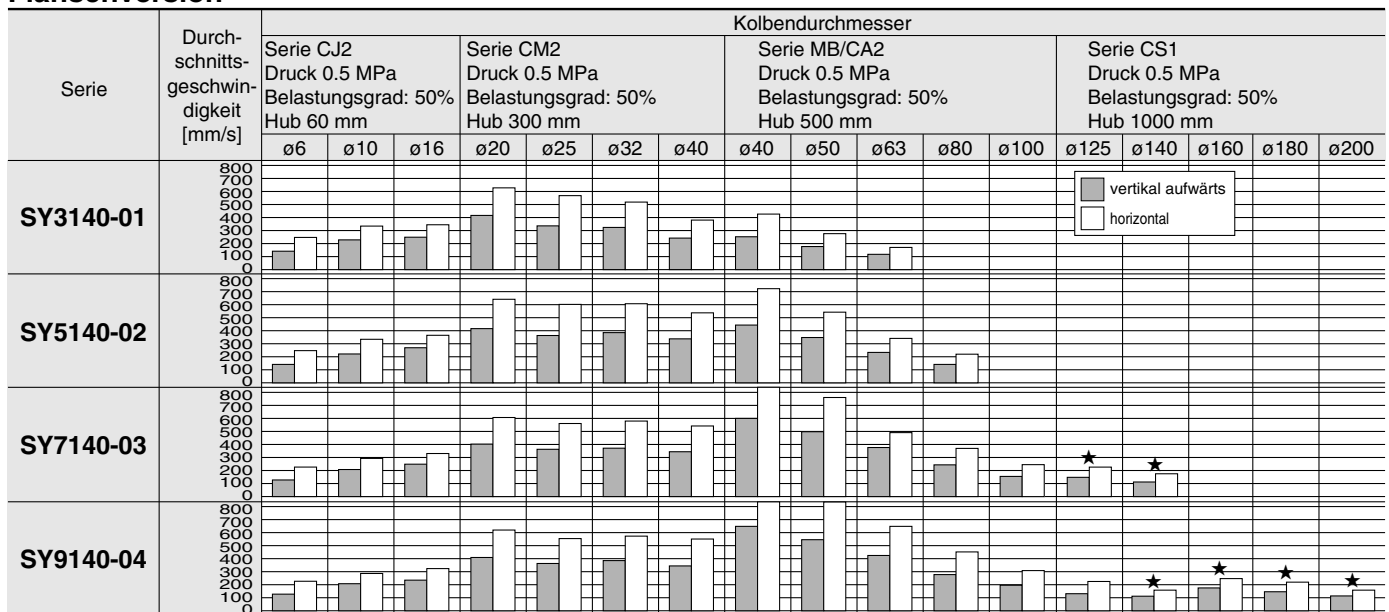 Flanschversion
Kolbendurchmesser
Serie
Durch-
schnitts-
geschwin-
digkeit
[mm/s]
Serie CJ2
Druck 0.5 MPa
Belastungsgrad: 50%
Hub 60 mm
Serie CM2
Druck 0.5 MPa
Belastungsgrad: 50%
Hub 300 mm
Serie MB/CA2
Druck 0.5 MPa
Belastungsgrad: 50%
Hub 500 mm
Serie CS1
Druck 0.5 MPa
Belastungsgrad: 50%
Hub 1000 mm
ø6 ø10 ø16 ø20 ø25 ø32 ø40 ø40 ø50 ø63 ø80 ø100 ø125 ø140 ø160 ø180 ø200
SY3140-01
800
700
600
500
400
300
200
100
0
vertikal aufwärts
horizontal
SY5140-02
800
700
600
500
400
300
200
100
0
SY7140-03
800
700
600
500
400
300
200
100
0
★ ★
SY9140-04
800
700
600
500
400
300
200
100
0
★ ★ ★ ★